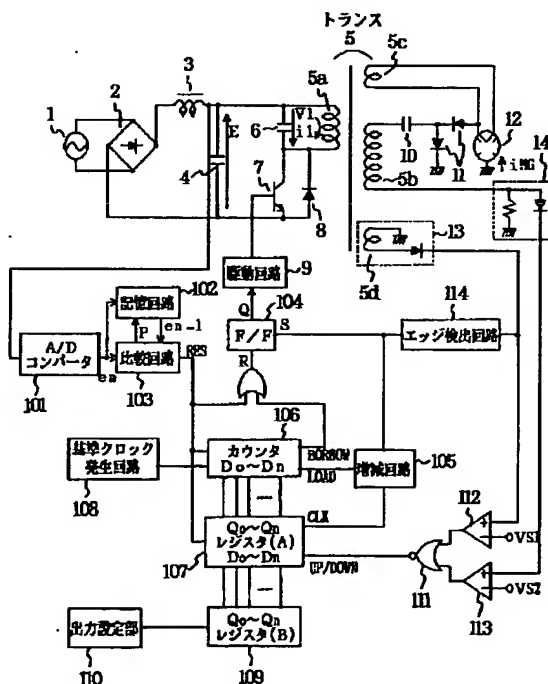 トランス
5
5a
5c
3
2
1
4
E
6
V1
i1
7
8
5b
10
11
12
iMG
14
13
5d
9
駆動回路
102
記憶回路
P
en-1
104
Q
F/F
S
R
114
エッジ検出回路
A/D
コンバータ
101
en
比較回路
103
RES
106
カウンタ
Do~Dn
BORROW
LOAD
増減回路
105
基準クロック
発生回路
108
CLK
112
VS1
Qo~Qn
レジスタ(A)
Do~Dn
107
UP/DOWN
111
VS2
113
出力設定部
110
Qo~Qn
レジスタ(B)
109